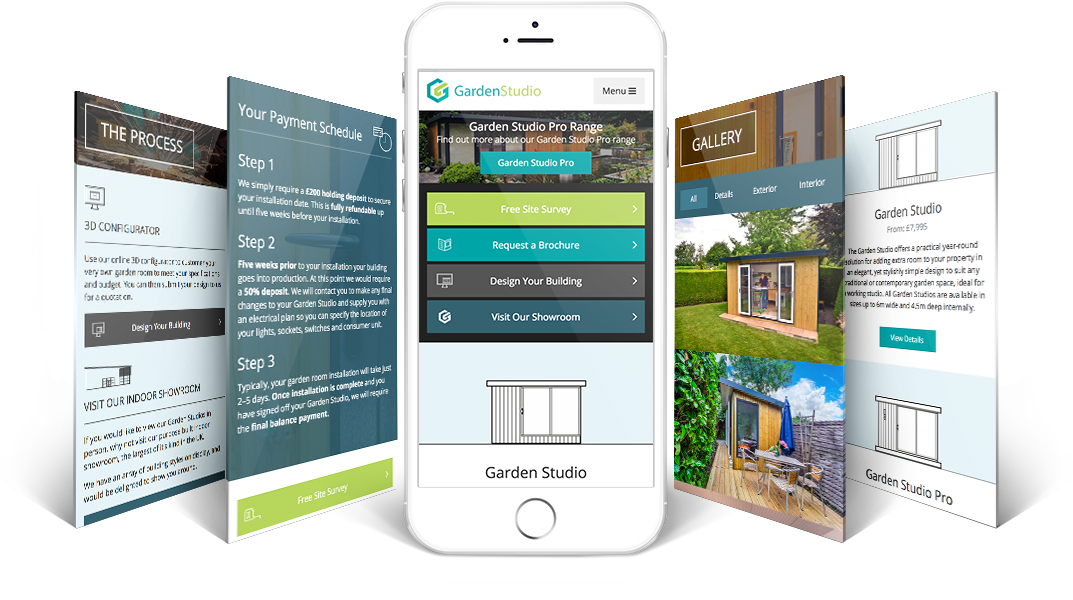 THE PROCESS
3D CONFIGURATOR
Use our online 3D configurator to customer your
very own garden room to meet your specifications
and budget. You can then submit your design to us
for a quotation.
Design Your Building
VISIT OUR INDOOR SHOWROOM
If you would like to view our Garden Studios in
person, why not visit our purpose built indoor
showroom, the largest of its kind in the UK.
We have an array of building styles on display, and
would be delighted to show you around.
Your Payment Schedule
Step 1
We simply require a £200 holding deposit to secure
your installation date. This is fully refundable up
until five weeks before your installation.
Step 2
Five weeks prior to your installation your building
goes into production. At this point we would require
a 50% deposit. We will contact you to make any final
changes to your Garden Studio and supply you with
an electrical plan so you can specify the location of
your lights, sockets, switches and consumer unit.
Step 3
Typically, your garden room installation will take just
2-5 days. Once installation is complete and you
have signed off your Garden Studio, we will require
the final balance payment.
Free Site Survey
GardenStudio
Menu
Garden Studio Pro Range
Find out more about our Garden Studio Pro range
Garden Studio Pro
Free Site Survey
Request a Brochure
Design Your Building
Visit Our Showroom
Garden Studio
GALLERY
All
Details
Exterior
Interior
Garden Studio
From: £7,995
The Garden Studio offers a practical year-round
solution for adding extra room to your property in
an elegant, yet stylishly simple design to suit any
traditional or contemporary garden space, ideal for
working studio. All Garden Studios are available in
sizes up to 6m wide and 4.5m deep internally.
View Details
Garden Studio Pro